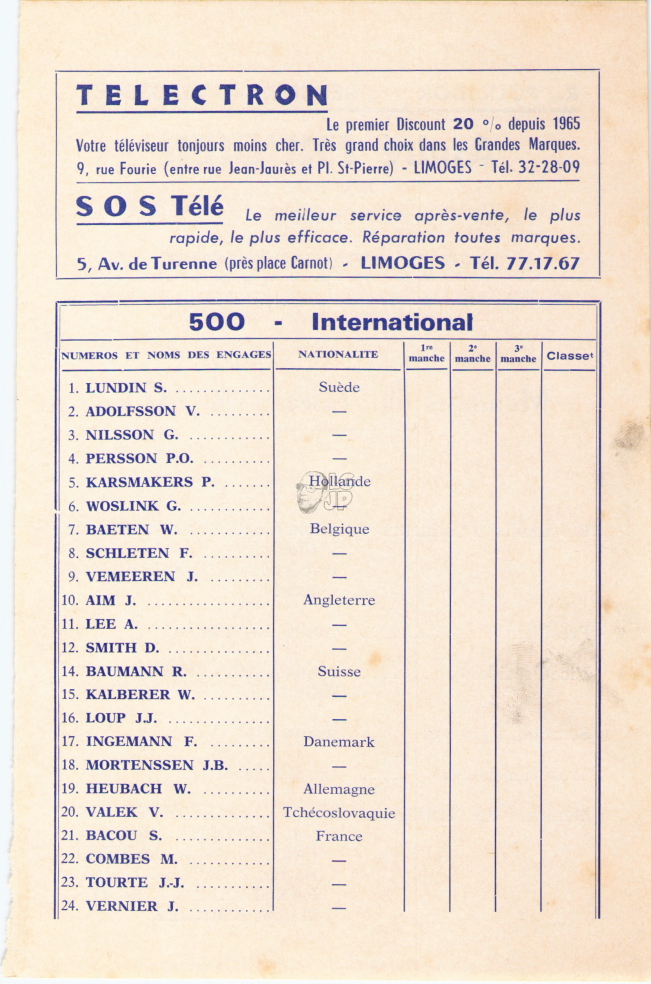 TELECTRON
Le premier Discount 20 % depuis 1965
Votre téléviseur tonjours moins cher. Très grand choix dans les Grandes Marques.
9, rue Fourie (entre rue Jean-Jaurès et Pl. St-Pierre) - LIMOGES - Tél. 32-28-09
SOS Télé Le meilleur service après-vente, le plus
rapide, le plus efficace. Réparation toutes marques.
5, Av. de Turenne (près place Carnot) - LIMOGES - Tél. 77.17.67
500 - International
NUMEROS ET NOMS DES ENGAGES NATIONALITE 1re manche 2e manche 3e manche Classet
1. LUNDIN S. .............. Suède
2. ADOLFSSON V. .......... —
3. NILSSON G. ............ —
4. PERSSON P.O. .......... —
5. KARSMAKERS P. ....... Hollande
6. WOSLINK G. ............ —
7. BAETEN W. ............. Belgique
8. SCHLETEN F. .......... —
9. VEMEEREN J. ......... —
10. AIM J. .................. Angleterre
11. LEE A. .................. —
12. SMITH D. .............. —
14. BAUMANN R. ........... Suisse
15. KALBERER W. .......... —
16. LOUP J.J. ............... —
17. INGEMANN F. ......... Danemark
18. MORTENSSEN J.B. ..... —
19. HEUBACH W. ............ Allemagne
20. VALEK V. .............. Tchécoslovaquie
21. BACOU S. .............. France
22. COMBES M. ............ —
23. TOURTE J.-J. ........... —
24. VERNIER J. ............ —
LG
JP